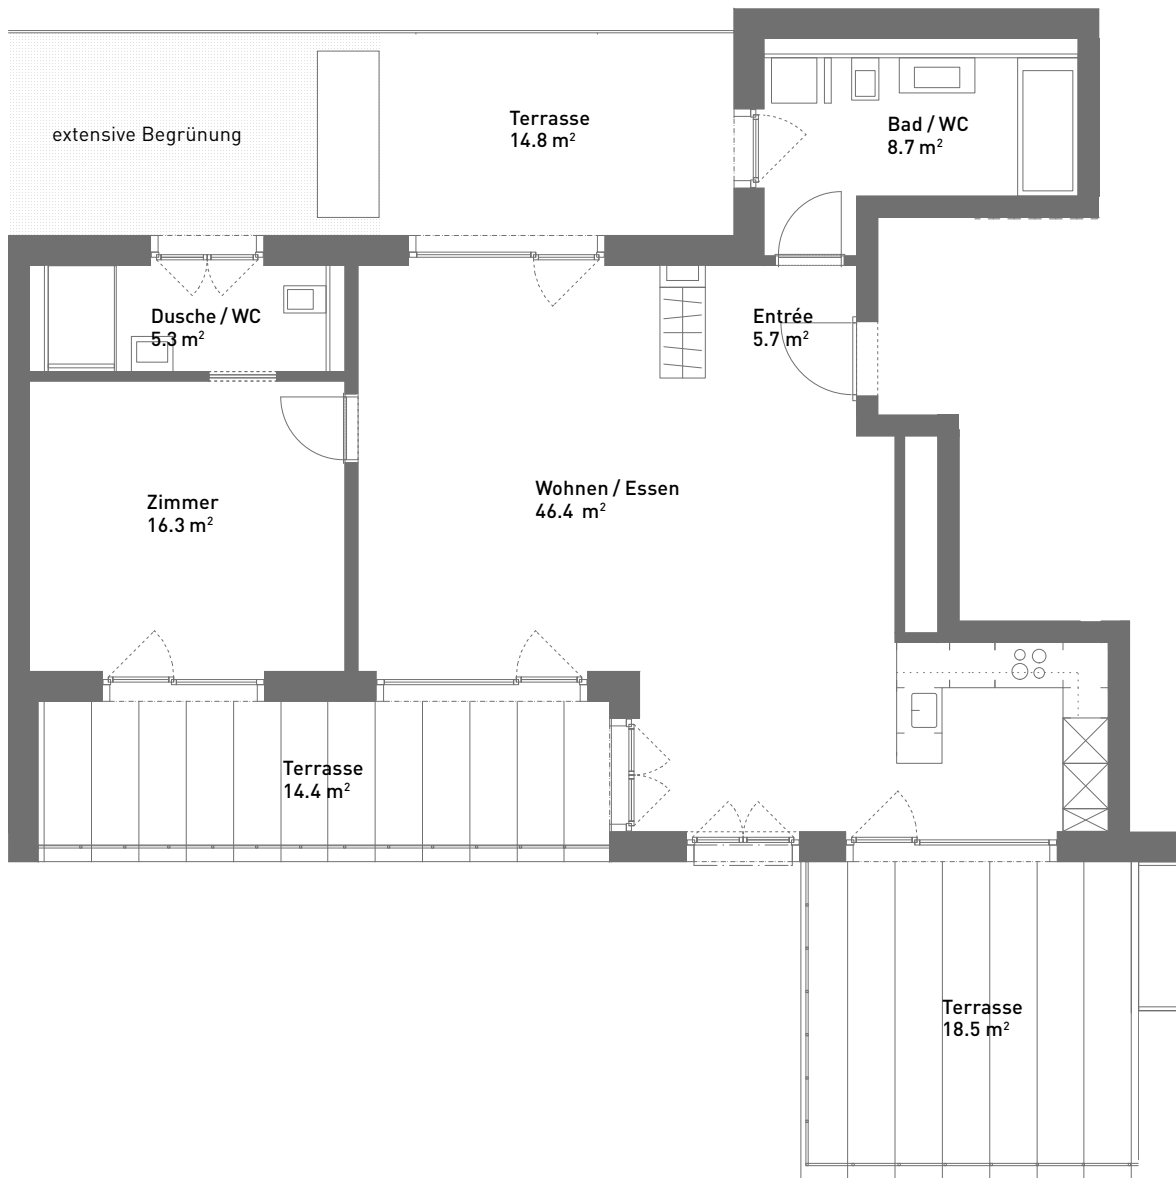 Terrasse
14.8 m²
Bad / WC
8.7 m²
extensive Begrünung
Dusche / WC
5.3 m²
Entrée
5.7 m²
Wohnen / Essen
46.4 m²
Zimmer
16.3 m²
Terrasse
14.4 m²
Terrasse
18.5 m²